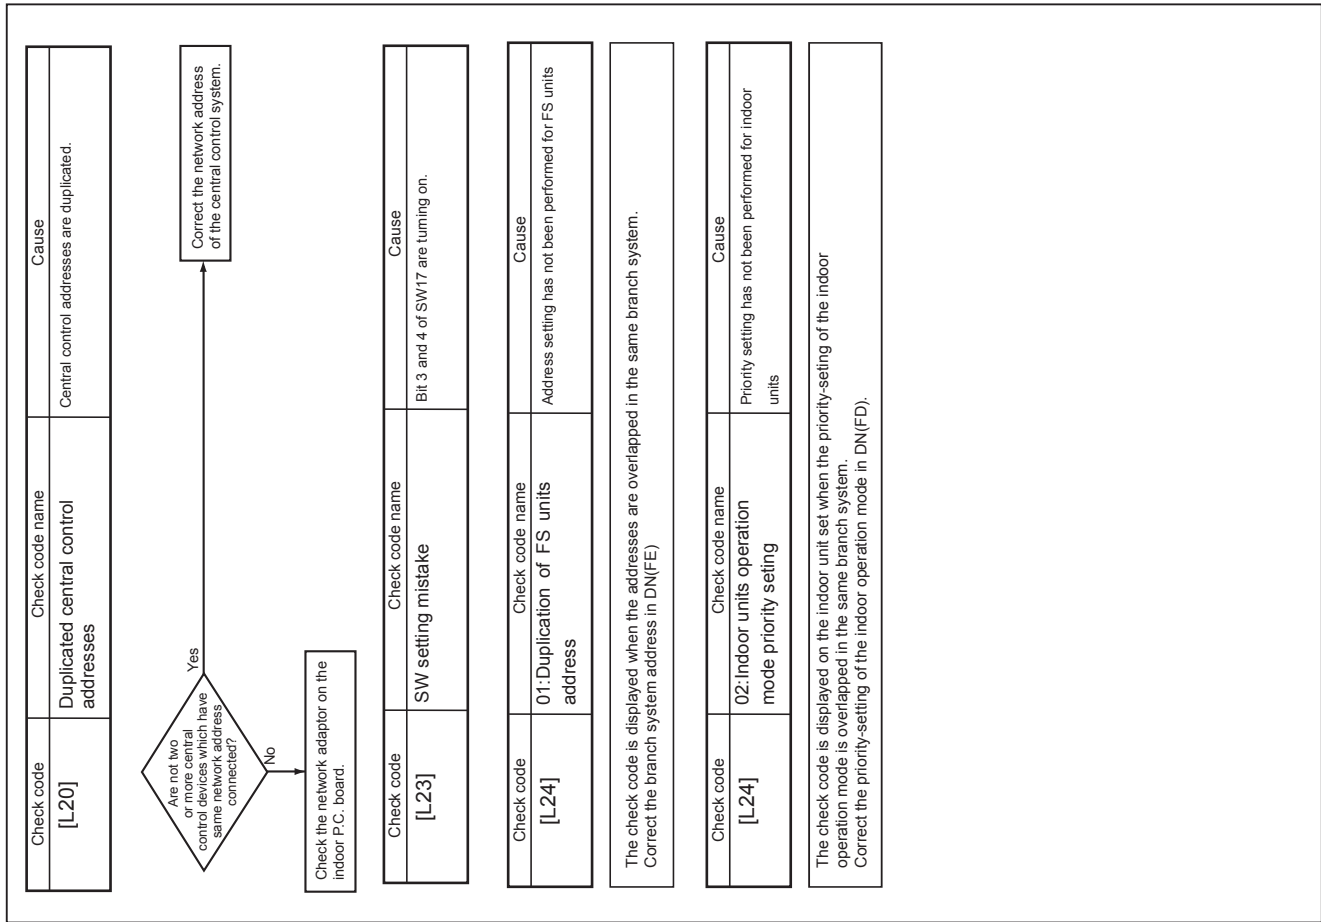 Check code
Check code name
Cause
[L20]
Duplicated central control
addresses
Central control addresses are duplicated.
Are not two
or more central
control devices which have
same network address
connected?
Yes
Correct the network address
of the central control system.
No
Check the network adaptor on the
indoor P.C. board.
Check code
Check code name
Cause
[L23]
SW setting mistake
Bit 3 and 4 of SW17 are turning on.
Check code
Check code name
Cause
[L24]
01:Duplication of FS units
address
Address setting has not been performed for FS units
The check code is displayed when the addresses are overlapped in the same branch system.
Correct the branch system address in DN(FE)
Check code
Check code name
Cause
[L24]
02:Indoor units operation
mode priority seting
Priority setting has not been performed for indoor
units
The check code is displayed on the indoor unit set when the priority-seting of the indoor
operation mode is overlapped in the same branch system.
Correct the priority-setting of the indoor operation mode in DN(FD).